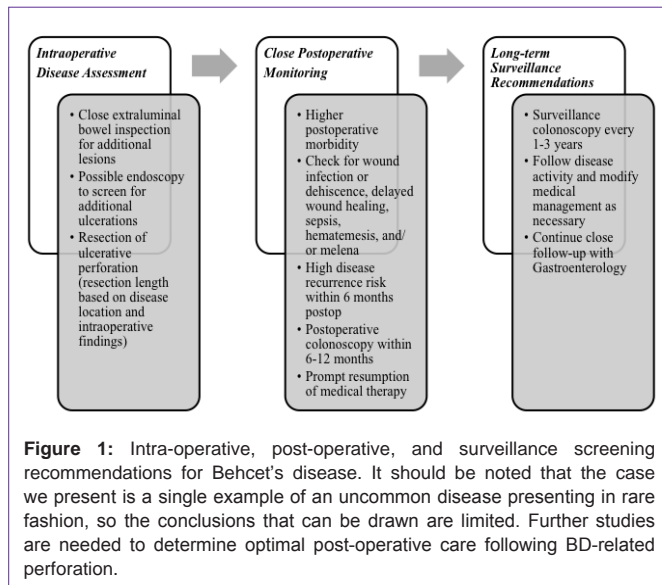 Intraoperative
Disease Assessment
• Close extraluminal
bowel inspection
for additional
lesions
• Possible endoscopy
to screen for
additional
ulcerations
• Resection of
ulcerative
perforation
(resection length
based on disease
location and
intraoperative
findings)
Close Postoperative
Monitoring
• Higher
postoperative
morbidity
• Check for wound
infection or
dehiscence, delayed
wound healing,
sepsis,
hematemesis, and/
or melena
• High disease
recurrence risk
within 6 months
postop
• Postoperative
colonoscopy within
6-12 months
• Prompt resumption
of medical therapy
Long-term
Surveillance
Recommendations
• Surveillance
colonoscopy every
1-3 years
• Follow disease
activity and modify
medical
management as
necessary
• Continue close
follow-up with
Gastroenterology
Figure 1: Intra-operative, post-operative, and surveillance screening
recommendations for Behcet's disease. It should be noted that the case
we present is a single example of an uncommon disease presenting in rare
fashion, so the conclusions that can be drawn are limited. Further studies
are needed to determine optimal post-operative care following BD-related
perforation.